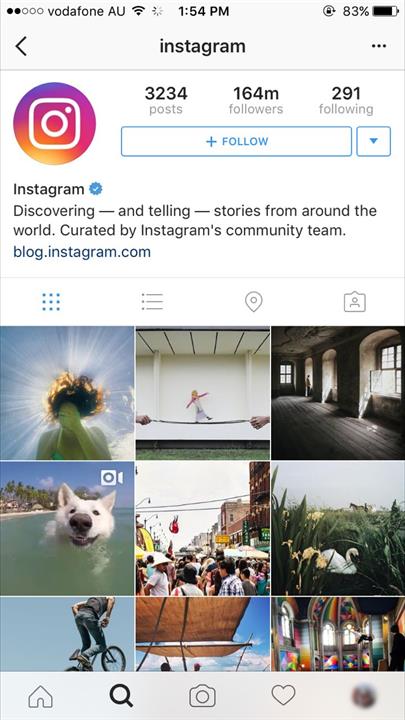 vodafone AU 1:54 PM 83%
instagram
3234 164m 291
posts followers following
+ FOLLOW
Instagram
Discovering — and telling — stories from around the
world. Curated by Instagram's community team.
blog.instagram.com